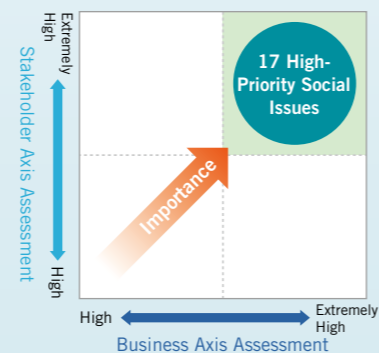 Extremely
High
Stakeholder Axis Assessment
High
17 High-
Priority Social
Issues
Importance
High
Extremely
High
Business Axis Assessment